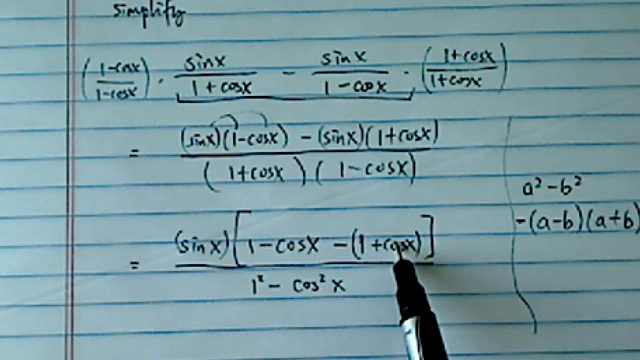 simplify
(1-cosx/1-cosx) · sinx/1+cosx - sinx/1-cosx · (1+cosx/1+cosx)
= (sinx)(1-cosx) - (sinx)(1+cosx) / (1+cosx)(1-cosx)
a² - b²
-(a-b)(a+b)
= (sinx)[1-cosx -(1+cosx)] / 1² - cos²x